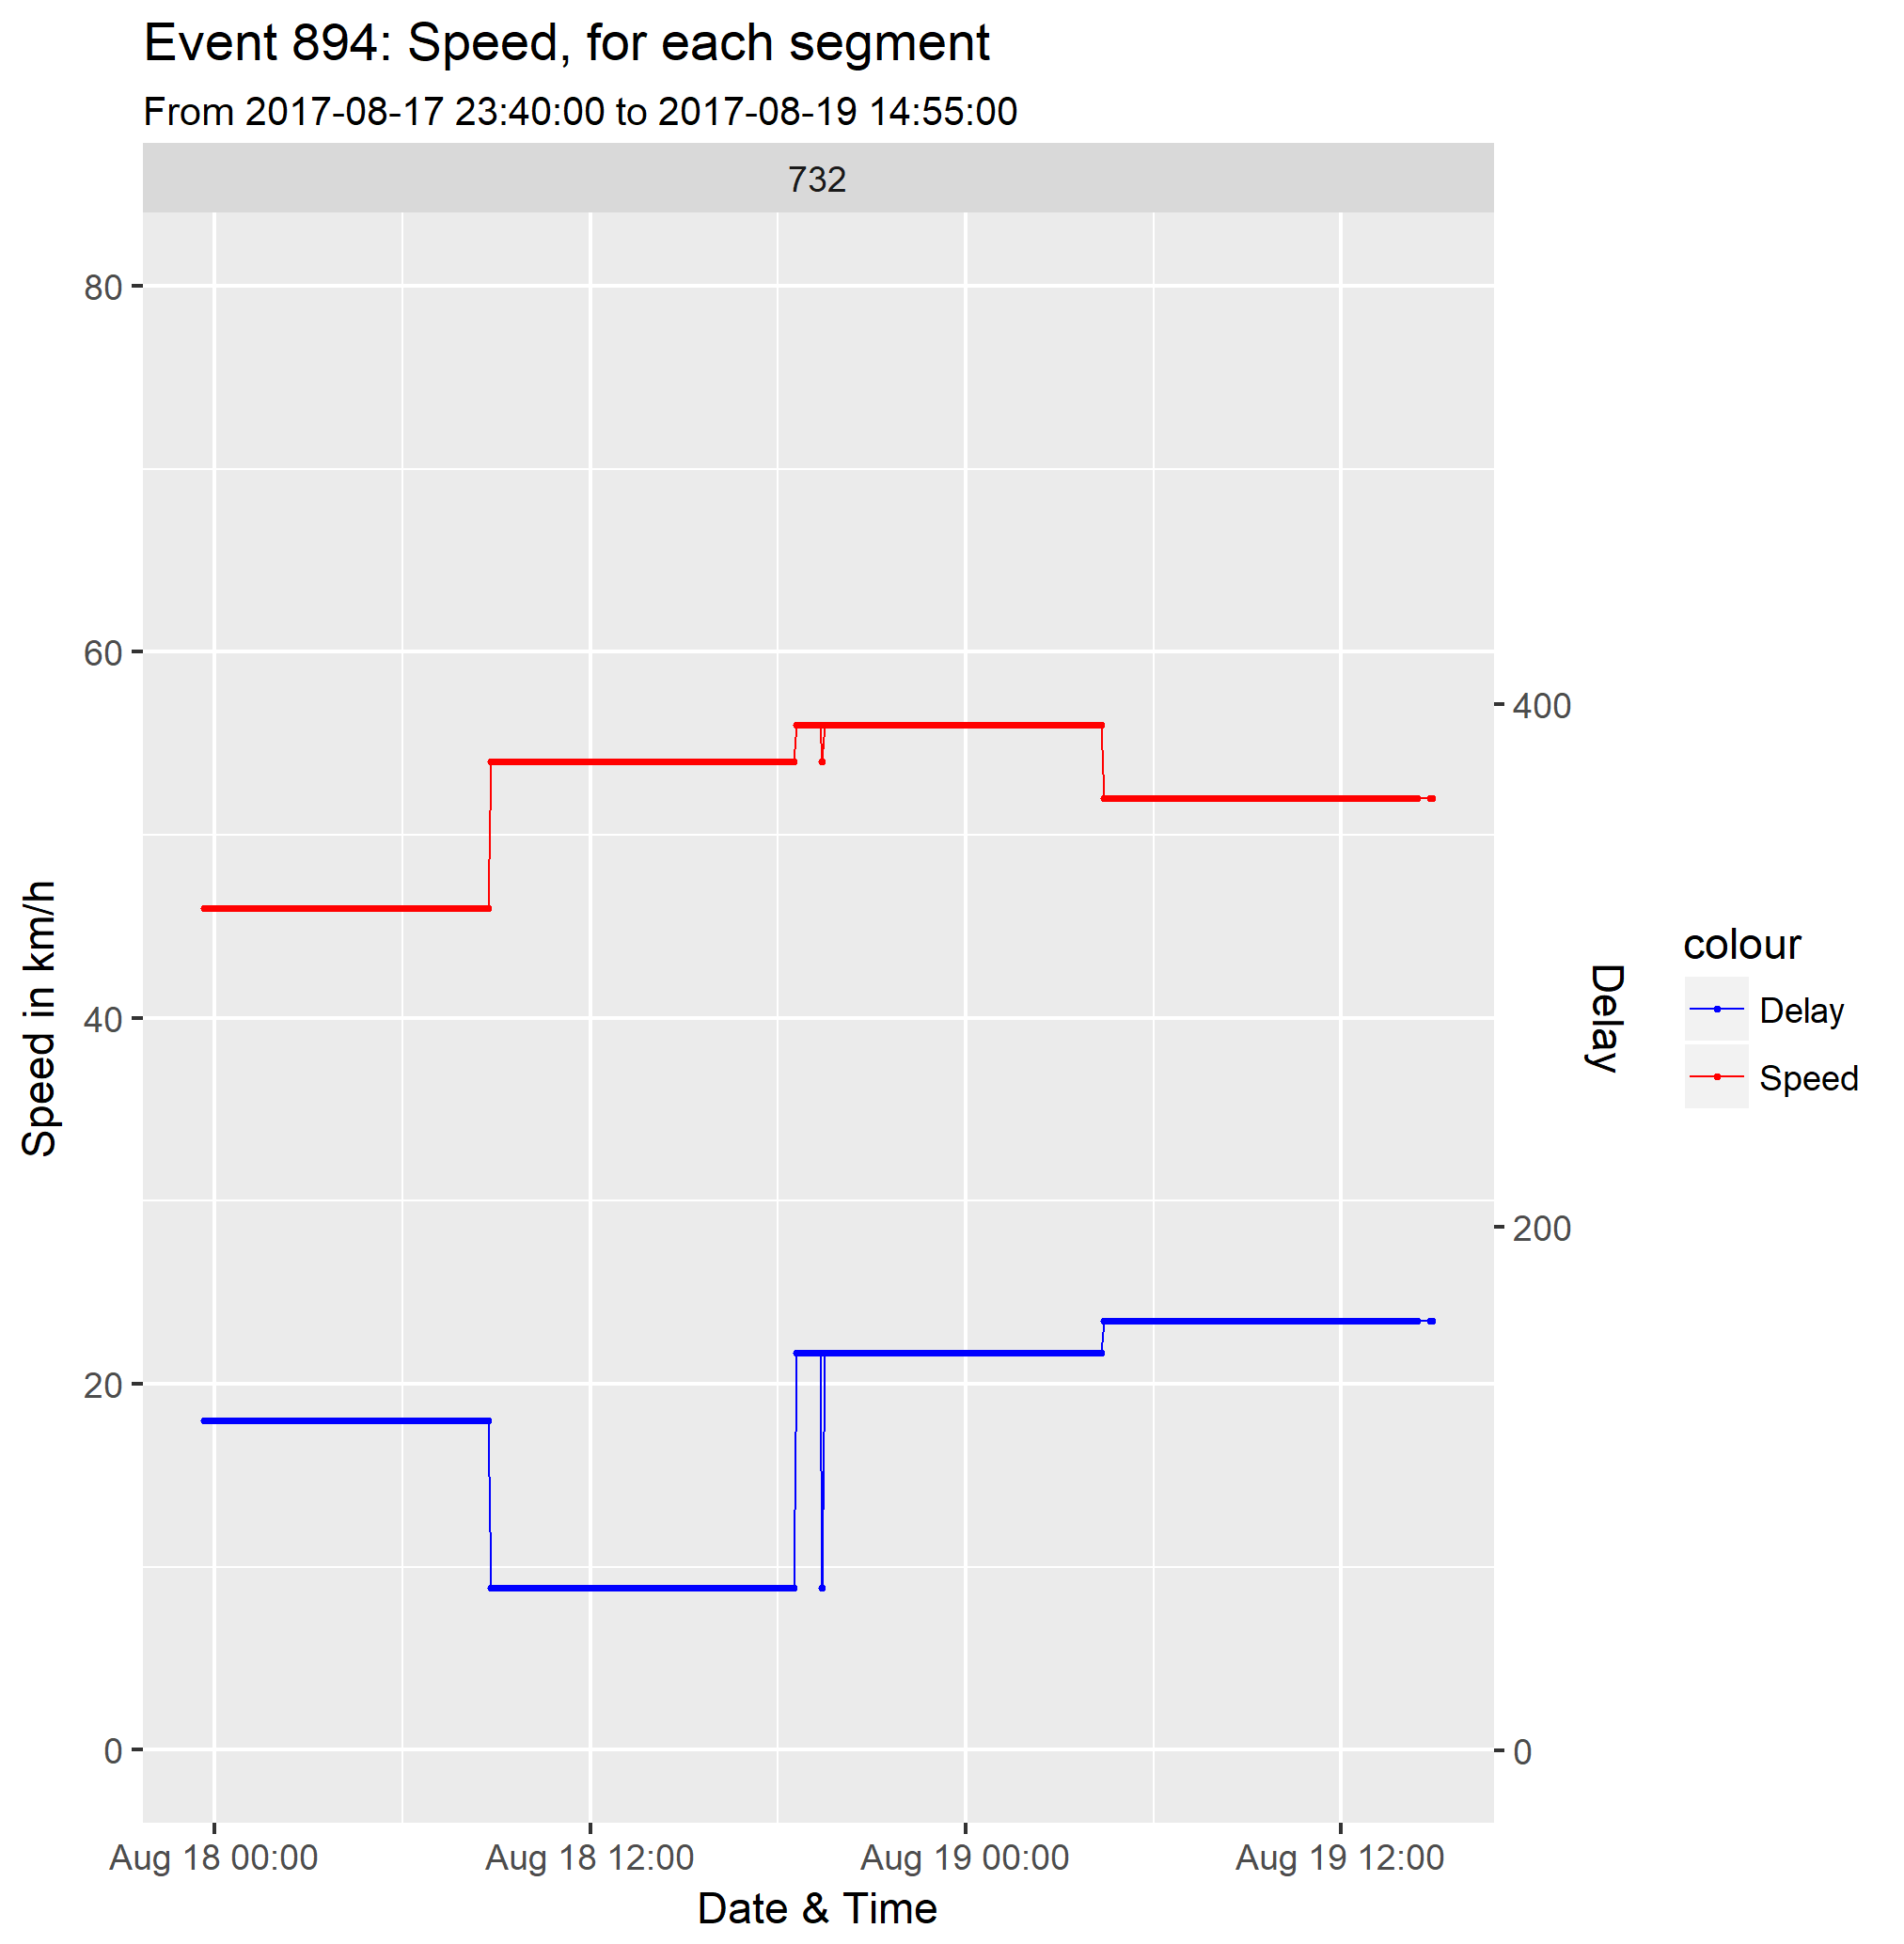 Event 894: Speed, for each segment
From 2017-08-17 23:40:00 to 2017-08-19 14:55:00
732
80
60
40
20
0
Speed in km/h
400
200
0
Delay
colour
Delay
Speed
Aug 18 00:00
Aug 18 12:00
Aug 19 00:00
Aug 19 12:00
Date & Time